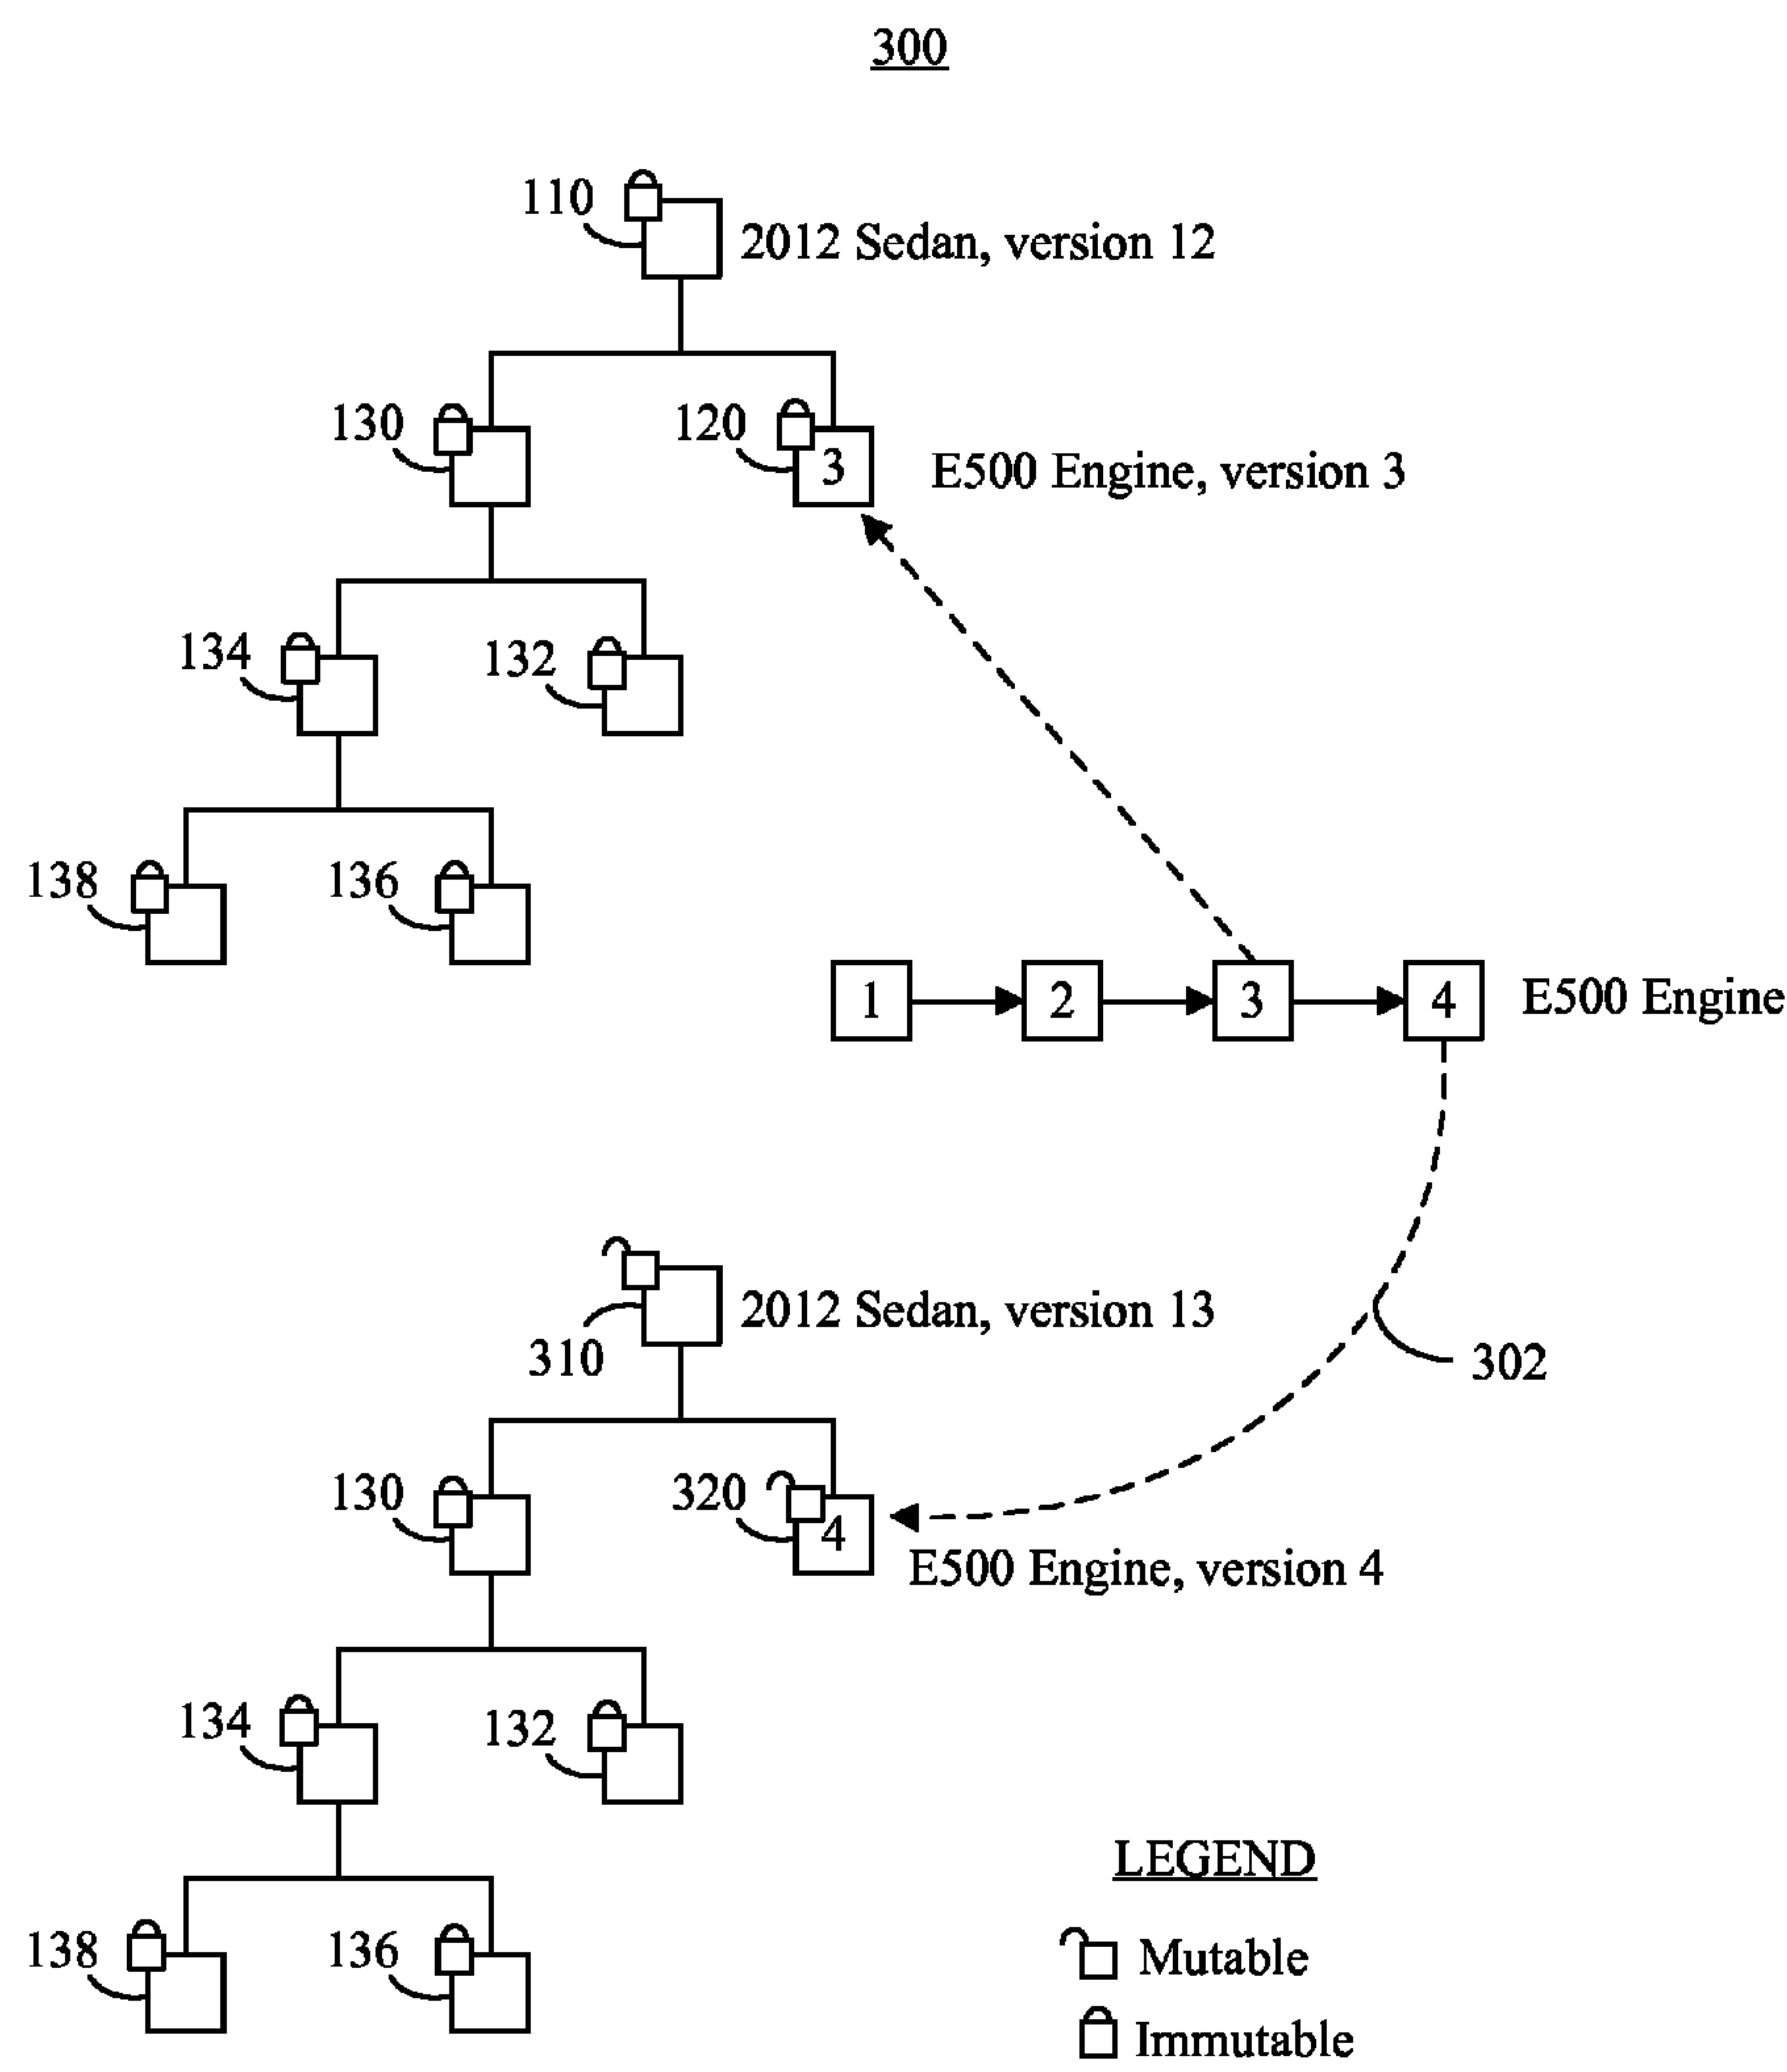 300
110
2012 Sedan, version 12
130
120
3
E500 Engine, version 3
134
132
138
136
1
2
3
4
E500 Engine
2012 Sedan, version 13
310
302
130
320
4
E500 Engine, version 4
134
132
LEGEND
138
136
Mutable
Immutable